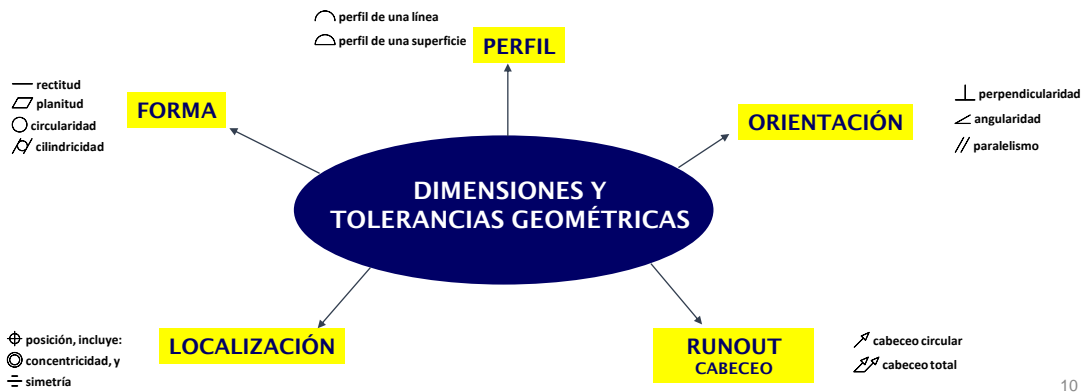 perfil de una línea
perfil de una superficie
PERFIL
rectitud
planitud
circularidad
cilindricidad
FORMA
ORIENTACIÓN
perpendicularidad
angularidad
paralelismo
DIMENSIONES Y
TOLERANCIAS GEOMÉTRICAS
posición, incluye:
concentricidad, y
simetría
LOCALIZACIÓN
RUNOUT
CABECEO
cabeceo circular
cabeceo total
10